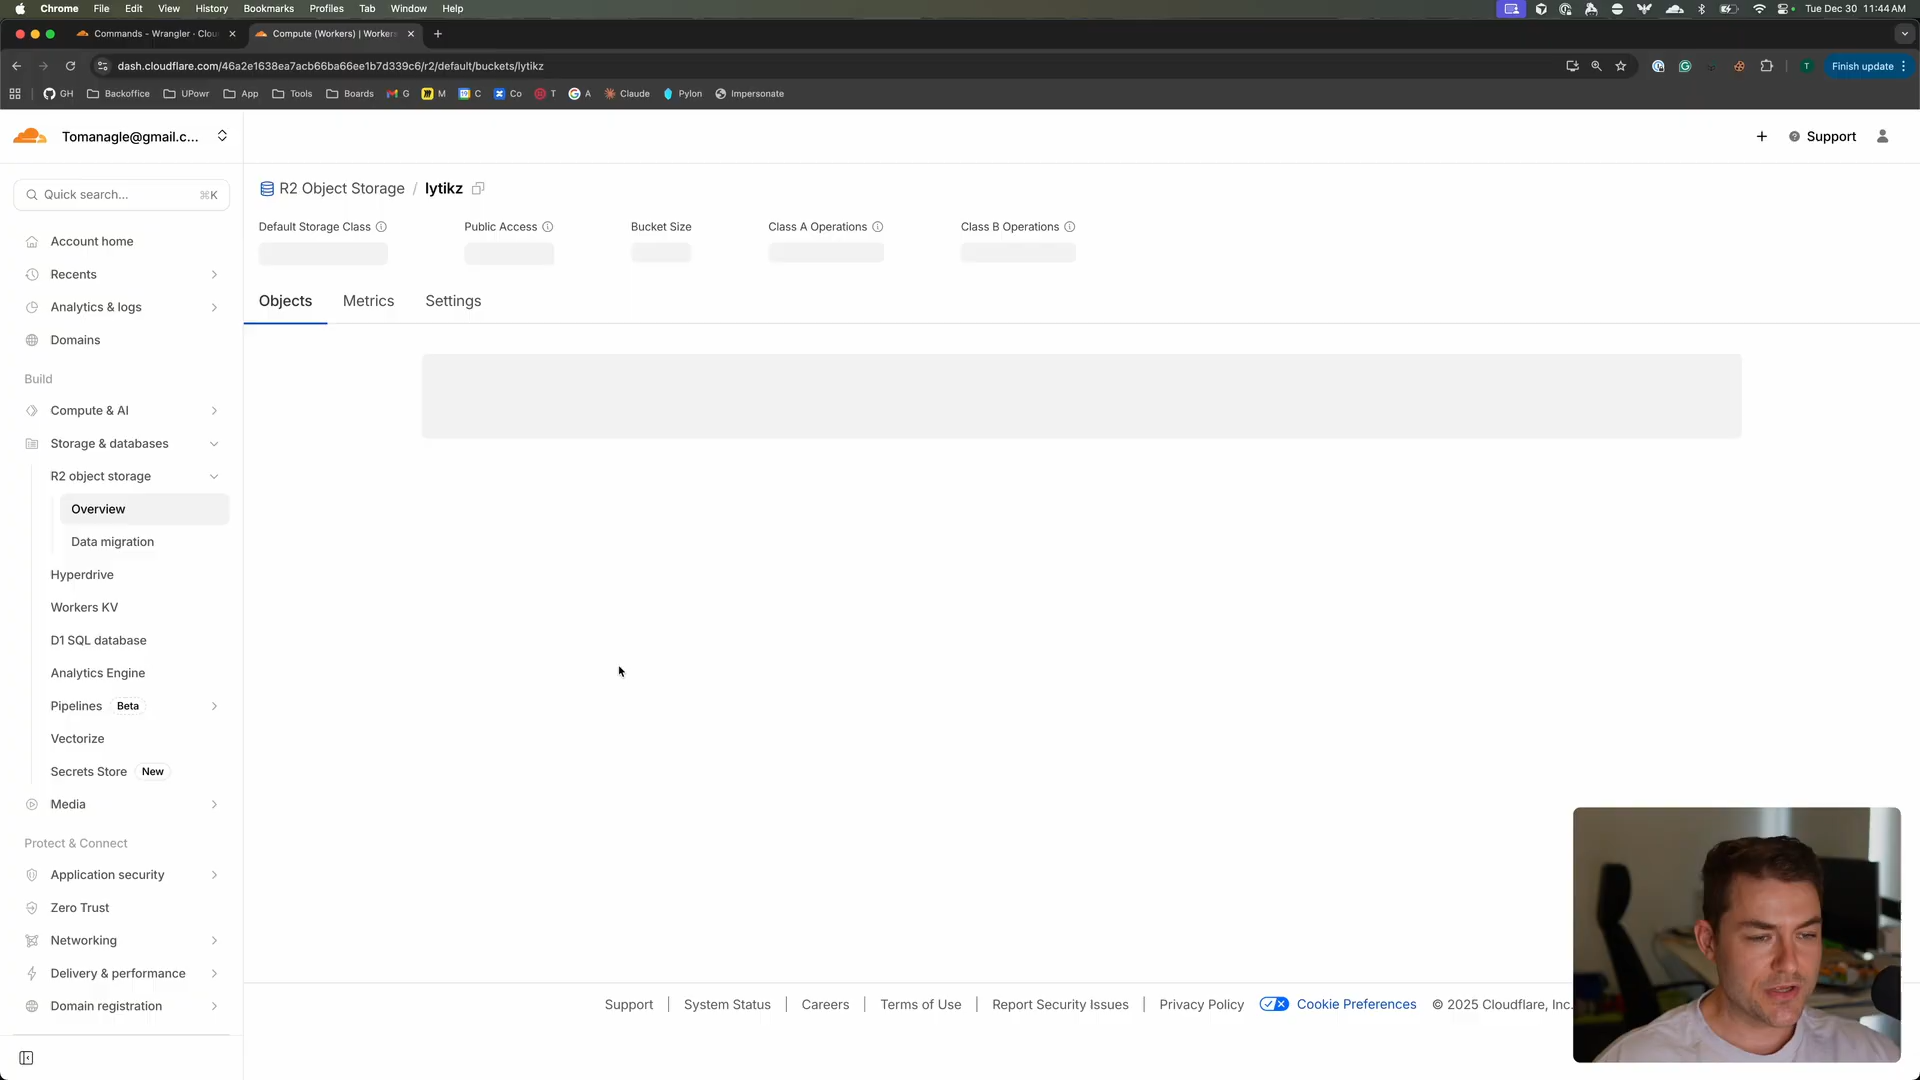 Chrome File Edit View History Bookmarks Profiles Tab Window Help Tue Dec 30 11:44 AM
Commands - Wrangler · Clou Compute (Workers) | Workers
dash.cloudflare.com/46a2e1638ea7acb66ba66ee1b7d339c6/r2/default/buckets/lytikz T Finish update
GH Backoffice UPowr App Tools Boards G M C Co T A Claude Pylon Impersonate
Tomanagle@gmail.c... Support
Quick search... ⌘K
R2 Object Storage / lytikz
Default Storage Class Public Access Bucket Size Class A Operations Class B Operations
Objects Metrics Settings
Account home
Recents
Analytics & logs
Domains
Build
Compute & AI
Storage & databases
R2 object storage
Overview
Data migration
Hyperdrive
Workers KV
D1 SQL database
Analytics Engine
Pipelines Beta
Vectorize
Secrets Store New
Media
Protect & Connect
Application security
Zero Trust
Networking
Delivery & performance
Domain registration
Support System Status Careers Terms of Use Report Security Issues Privacy Policy Cookie Preferences © 2025 Cloudflare, Inc.